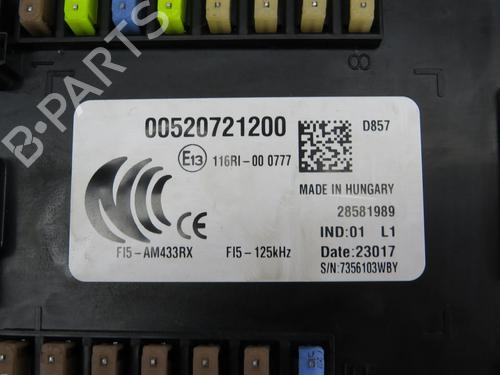 8
00520721200
D857
E13
116RI-00 0777
MADE IN HUNGARY
28581989
CE
IND:01 L1
FI5-AM433RX
FI5-125kHz
Date:23017
S/N:7356103WBY
B-PARTS